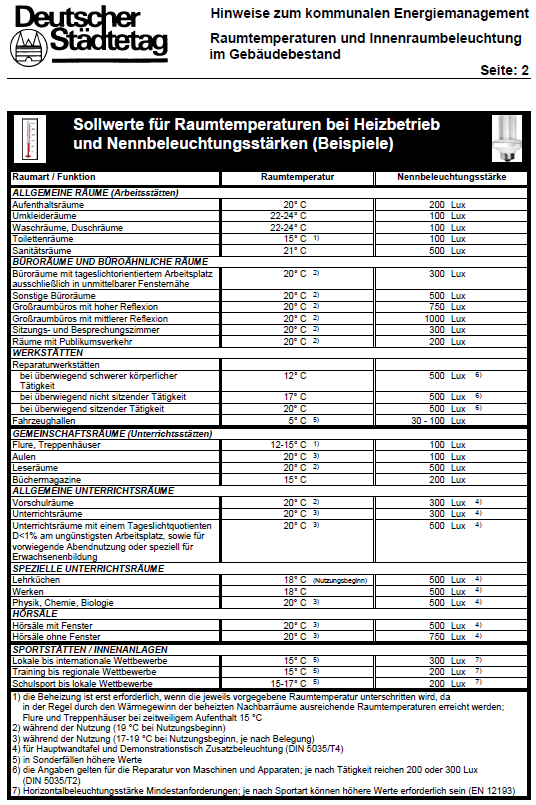 Deutscher
Städtetag
Hinweise zum kommunalen Energiemanagement
Raumtemperaturen und Innenraumbeleuchtung
im Gebäudebestand
Seite: 2
Sollwerte für Raumtemperaturen bei Heizbetrieb
und Nennbeleuchtungsstärken (Beispiele)
Raumart / Funktion Raumtemperatur Nennbeleuchtungsstärke
ALLGEMEINE RÄUME (Arbeitsstätten)
Aufenthaltsräume 20° C 200 Lux
Umkleideräume 22-24° C 100 Lux
Waschräume, Duschräume 22-24° C 100 Lux
Toilettenräume 15° C 1) 100 Lux
Sanitätsräume 21° C 500 Lux
BÜRORÄUME UND BÜROÄHNLICHE RÄUME
Büroräume mit tageslichtorientiertem Arbeitsplatz 20° C 2) 300 Lux
ausschließlich in unmittelbarer Fensternähe
Sonstige Büroräume 20° C 2) 500 Lux
Großraumbüros mit hoher Reflexion 20° C 2) 750 Lux
Großraumbüros mit mittlerer Reflexion 20° C 2) 1000 Lux
Sitzungs- und Besprechungszimmer 20° C 2) 300 Lux
Räume mit Publikumsverkehr 20° C 2) 200 Lux
WERKSTÄTTEN
Reparaturwerkstätten
bei überwiegend schwerer körperlicher 12° C 500 Lux 6)
Tätigkeit
bei überwiegend nicht sitzender Tätigkeit 17° C 500 Lux 6)
bei überwiegend sitzender Tätigkeit 20° C 500 Lux 6)
Fahrzeughallen 5° C 5) 30 - 100 Lux
GEMEINSCHAFTSRÄUME (Unterrichtsstätten)
Flure, Treppenhäuser 12-15° C 1) 100 Lux
Aulen 20° C 3) 100 Lux
Leseräume 20° C 2) 500 Lux
Büchermagazine 15° C 200 Lux
ALLGEMEINE UNTERRICHTSRÄUME
Vorschulräume 20° C 2) 300 Lux 4)
Unterrichtsräume 20° C 3) 300 Lux 4)
Unterrichtsräume mit einem Tageslichtquotienten 20° C 3) 500 Lux 4)
D<1% am ungünstigsten Arbeitsplatz, sowie für
vorwiegende Abendnutzung oder speziell für
Erwachsenenbildung
SPEZIELLE UNTERRICHTSRÄUME
Lehrküchen 18° C (Nutzungsbeginn) 500 Lux 4)
Werken 18° C 500 Lux 4)
Physik, Chemie, Biologie 20° C 3) 500 Lux 4)
HÖRSÄLE
Hörsäle mit Fenster 20° C 3) 500 Lux 4)
Hörsäle ohne Fenster 20° C 3) 750 Lux 4)
SPORTSTÄTTEN / INNENANLAGEN
Lokale bis internationale Wettbewerbe 15° C 5) 300 Lux 7)
Training bis regionale Wettbewerbe 15° C 5) 200 Lux 7)
Schulsport bis lokale Wettbewerbe 15-17° C 5) 200 Lux 7)
1) die Beheizung ist erst erforderlich, wenn die jeweils vorgegebene Raumtemperatur unterschritten wird, da
in der Regel durch den Wärmegewinn der beheizten Nachbarräume ausreichende Raumtemperaturen erreicht werden;
Flure und Treppenhäuser bei zeitweiligem Aufenthalt 15 °C
2) während der Nutzung (19 °C bei Nutzungsbeginn)
3) während der Nutzung (17-19 °C bei Nutzungsbeginn, je nach Belegung)
4) für Hauptwandtafel und Demonstrationstisch Zusatzbeleuchtung (DIN 5035/T4)
5) in Sonderfällen höhere Werte
6) die Angaben gelten für die Reparatur von Maschinen und Apparaten; je nach Tätigkeit reichen 200 oder 300 Lux
(DIN 5035/T2)
7) Horizontalbeleuchtungsstärke Mindestanforderungen; je nach Sportart können höhere Werte erforderlich sein (EN 12193)